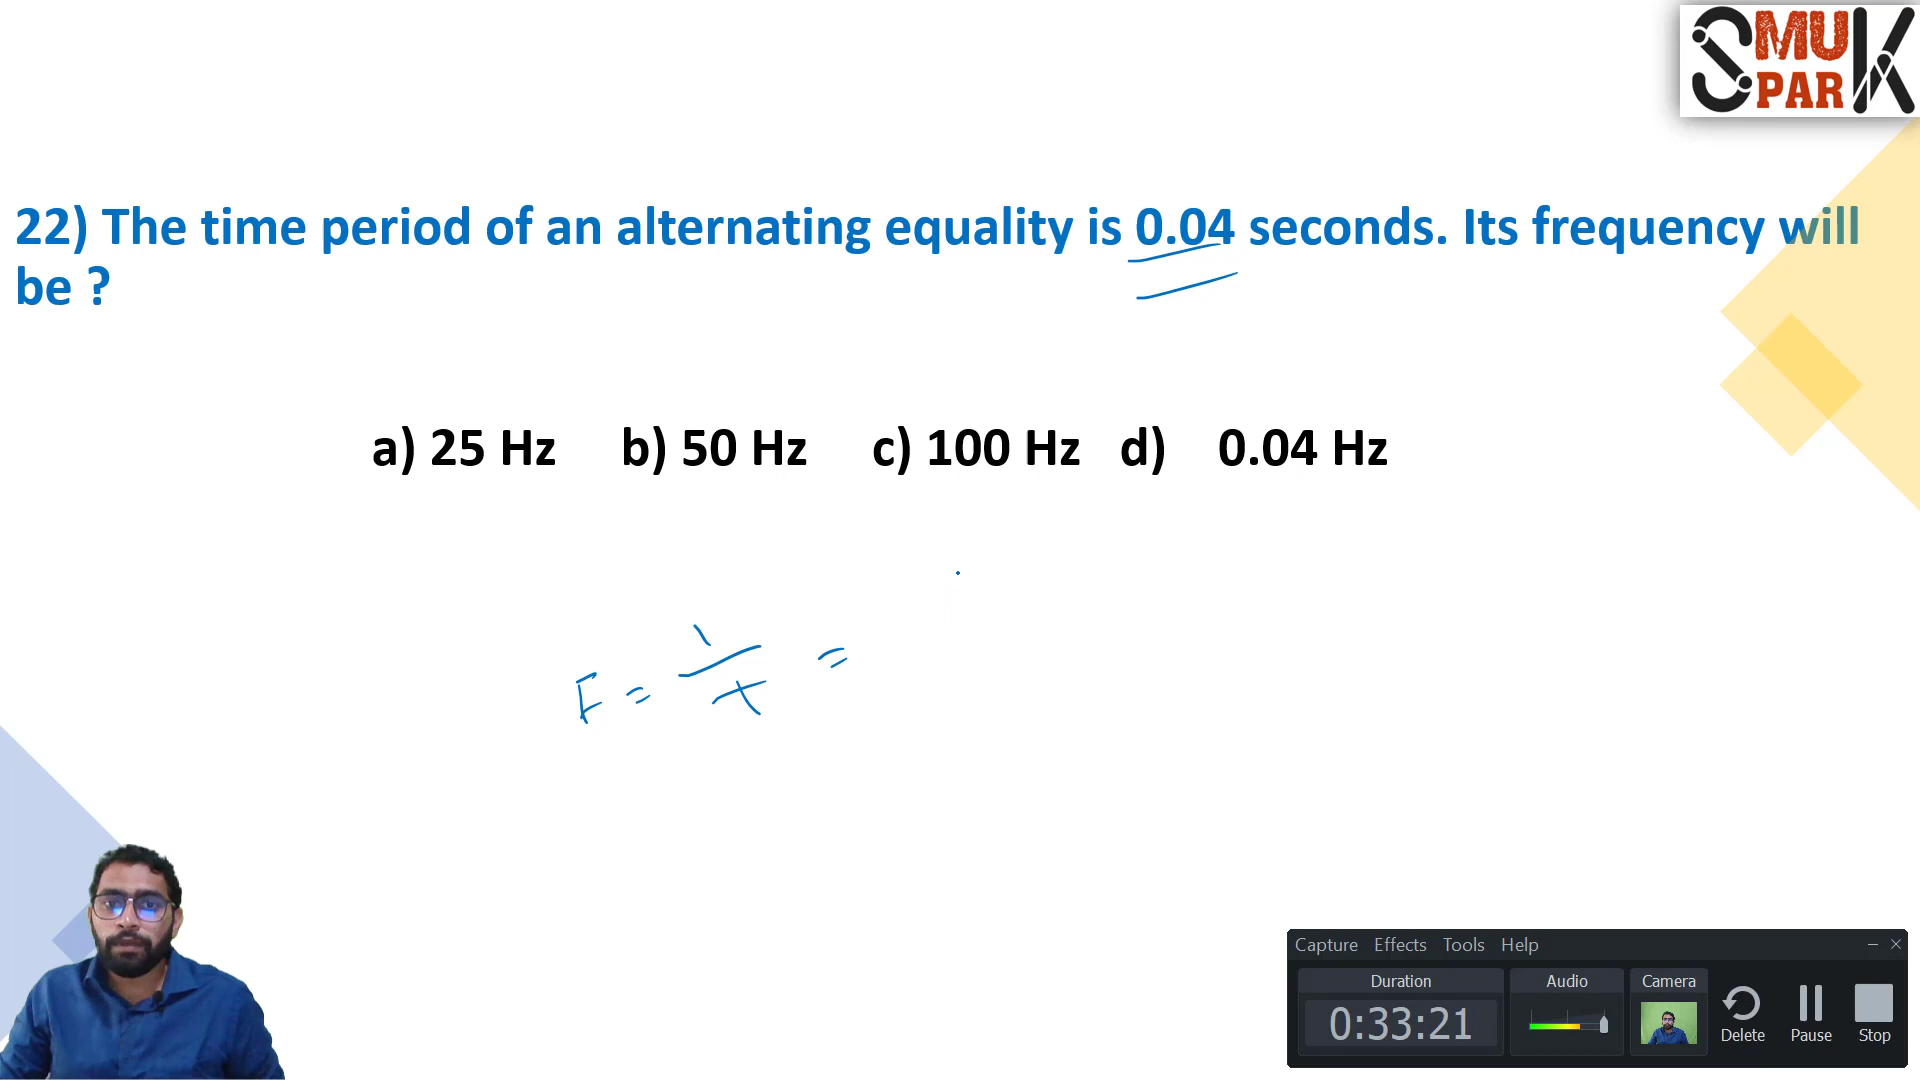 SMUK
SPARK
22) The time period of an alternating equality is 0.04 seconds. Its frequency will
be ?
a) 25 Hz b) 50 Hz c) 100 Hz d) 0.04 Hz
F = 1/T =
Capture Effects Tools Help
Duration Audio Camera
0:33:21
Delete Pause Stop